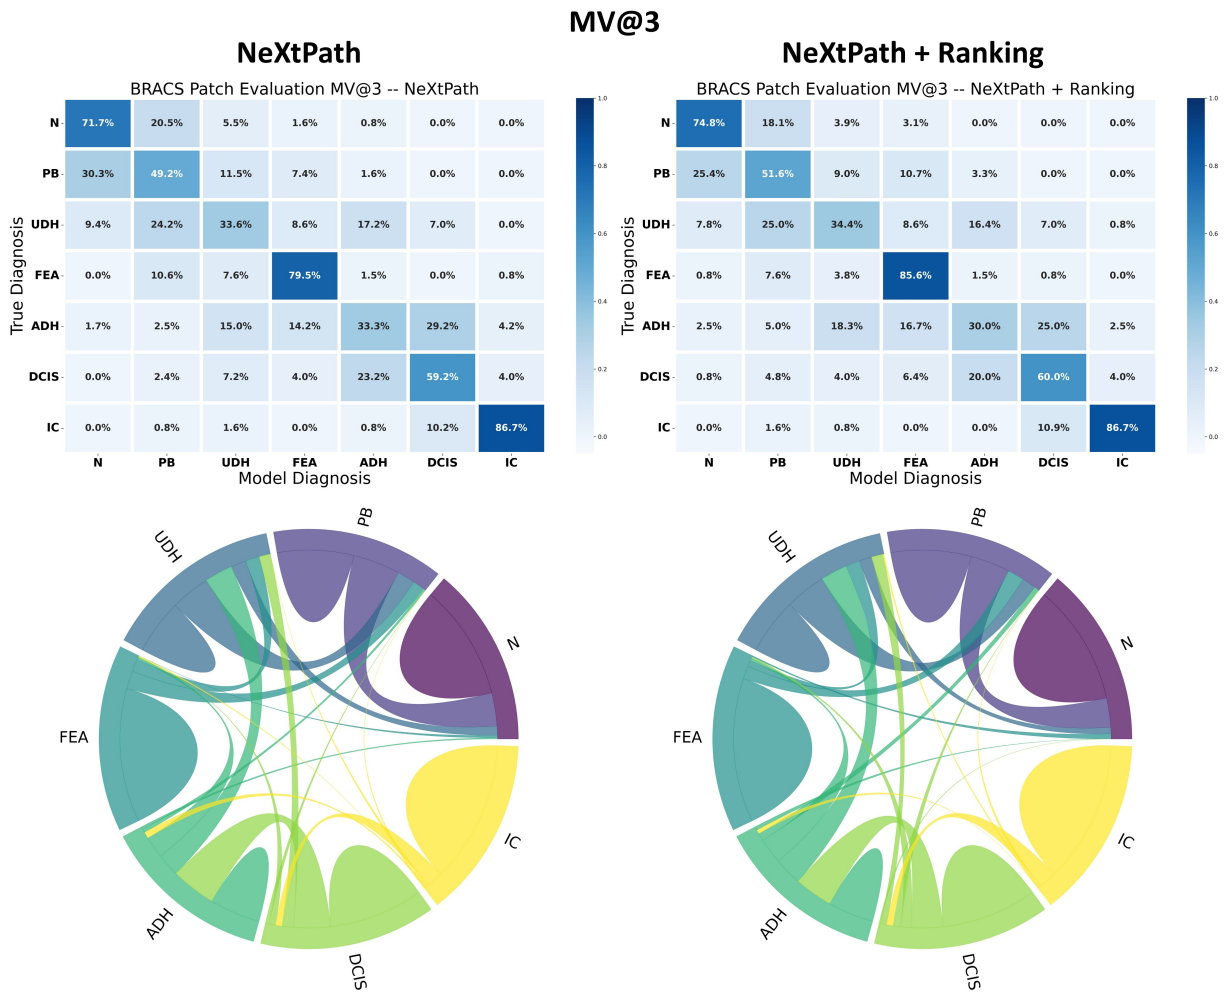 MV@3
NeXtPath
NeXtPath + Ranking
BRACS Patch Evaluation MV@3 -- NeXtPath
True Diagnosis
N 71.7% 20.5% 5.5% 1.6% 0.8% 0.0% 0.0%
PB 30.3% 49.2% 11.5% 7.4% 1.6% 0.0% 0.0%
UDH 9.4% 24.2% 33.6% 8.6% 17.2% 7.0% 0.0%
FEA 0.0% 10.6% 7.6% 79.5% 1.5% 0.0% 0.8%
ADH 1.7% 2.5% 15.0% 14.2% 33.3% 29.2% 4.2%
DCIS 0.0% 2.4% 7.2% 4.0% 23.2% 59.2% 4.0%
IC 0.0% 0.8% 1.6% 0.0% 0.8% 10.2% 86.7%
N PB UDH FEA ADH DCIS IC
Model Diagnosis
1.0
0.8
0.6
0.4
0.2
0.0
BRACS Patch Evaluation MV@3 -- NeXtPath + Ranking
True Diagnosis
N 74.8% 18.1% 3.9% 3.1% 0.0% 0.0% 0.0%
PB 25.4% 51.6% 9.0% 10.7% 3.3% 0.0% 0.0%
UDH 7.8% 25.0% 34.4% 8.6% 16.4% 7.0% 0.8%
FEA 0.8% 7.6% 3.8% 85.6% 1.5% 0.8% 0.0%
ADH 2.5% 5.0% 18.3% 16.7% 30.0% 25.0% 2.5%
DCIS 0.8% 4.8% 4.0% 6.4% 20.0% 60.0% 4.0%
IC 0.0% 1.6% 0.8% 0.0% 0.0% 10.9% 86.7%
N PB UDH FEA ADH DCIS IC
Model Diagnosis
1.0
0.8
0.6
0.4
0.2
0.0
PB
UDH
N
FEA
IC
ADH
DCIS
PB
UDH
N
FEA
IC
ADH
DCIS